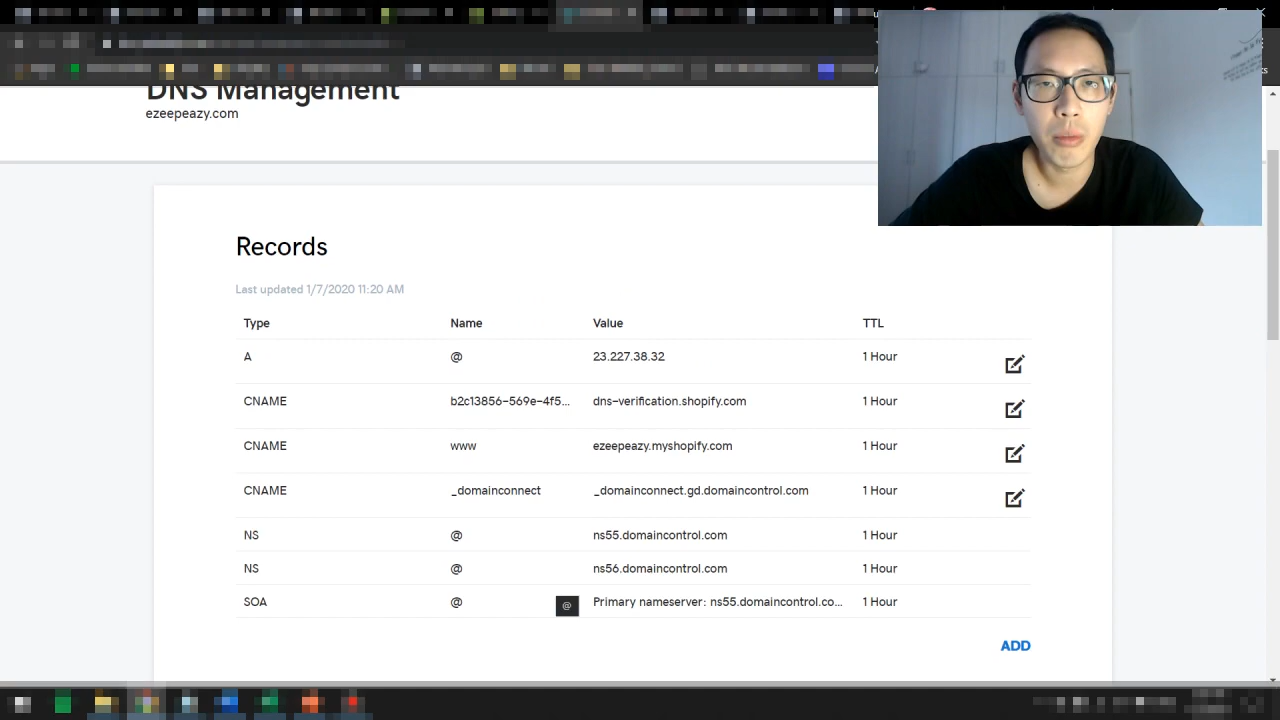 DNS Management
ezeepeazy.com
Records
Last updated 1/7/2020 11:20 AM
Type Name Value TTL
A @ 23.227.38.32 1 Hour
CNAME b2c13856-569e-4f5... dns-verification.shopify.com 1 Hour
CNAME www ezeepeazy.myshopify.com 1 Hour
CNAME _domainconnect _domainconnect.gd.domaincontrol.com 1 Hour
NS @ ns55.domaincontrol.com 1 Hour
NS @ ns56.domaincontrol.com 1 Hour
SOA @ @ Primary nameserver: ns55.domaincontrol.co... 1 Hour
ADD